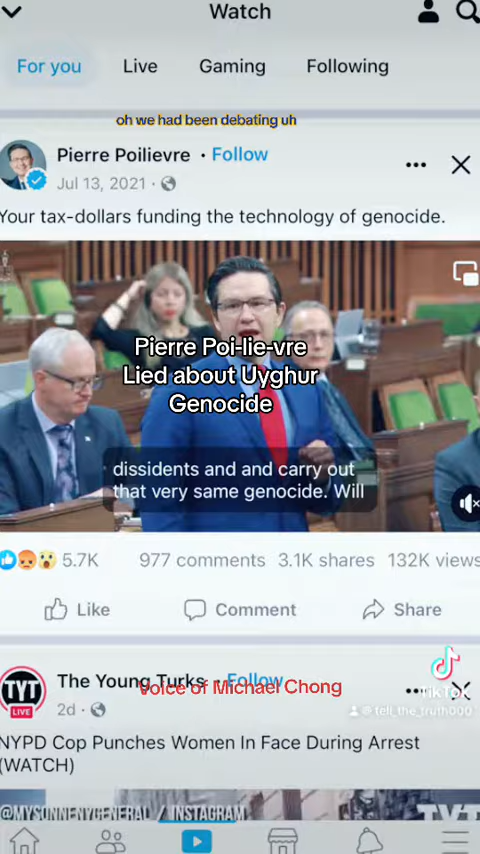 Watch
For you
Live
Gaming
Following
oh we had been debating uh
Pierre Poilievre · Follow
Jul 13, 2021 ·
Your tax-dollars funding the technology of genocide.
Pierre Poi-lie-vre
Lied about Uyghur
Genocide
dissidents and and carry out
that very same genocide. Will
5.7K
977 comments
3.1K shares
132K views
Like
Comment
Share
TYT
LIVE
The Young Turks · Follow
Voice of Michael Chong
2d ·
TikTok
@tell_the_truth000
NYPD Cop Punches Women In Face During Arrest
(WATCH)
@MYSONNENYGENERAL / INSTAGRAM
TYT